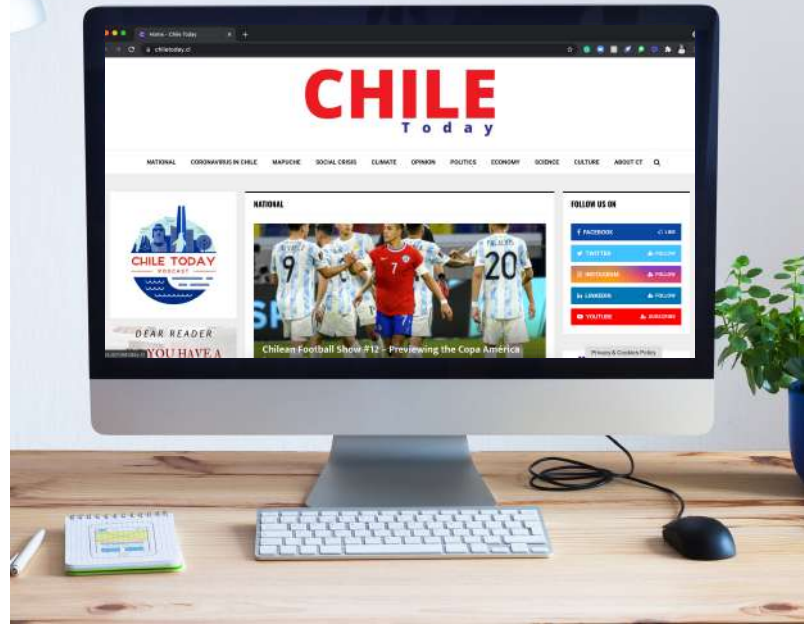 Home - Chile Today
chiletoday.cl
CHILE
Today
NATIONAL CORONAVIRUS IN CHILE MAPUCHE SOCIAL CRISIS CLIMATE OPINION POLITICS ECONOMY SCIENCE CULTURE ABOUT CT
CHILE TODAY
PODCAST
DEAR READER
YOU HAVE A
NATIONAL
9
7
20
Chilean Football Show #12 – Previewing the Copa América
FOLLOW US ON
FACEBOOK LIKE
TWITTER FOLLOW
INSTAGRAM FOLLOW
LINKEDIN FOLLOW
YOUTUBE SUBSCRIBE
Privacy & Cookies Policy